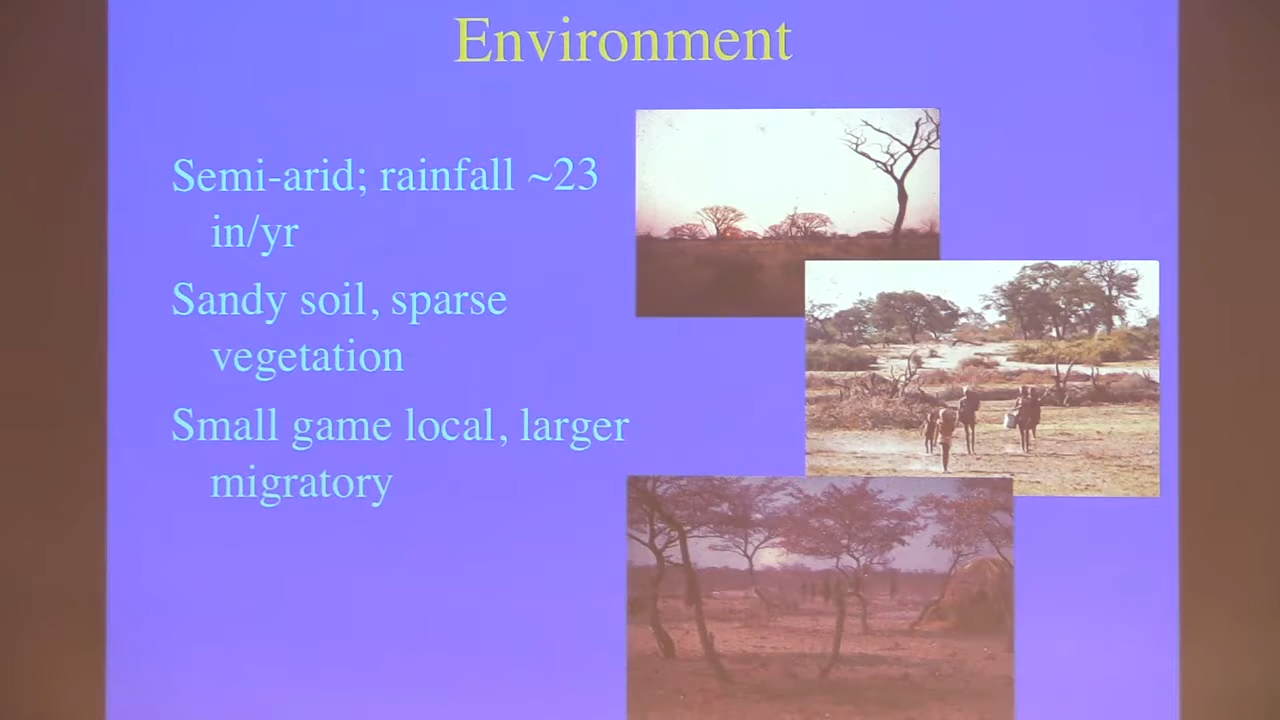 Environment
Semi-arid; rainfall ~23
in/yr
Sandy soil, sparse
vegetation
Small game local, larger
migratory